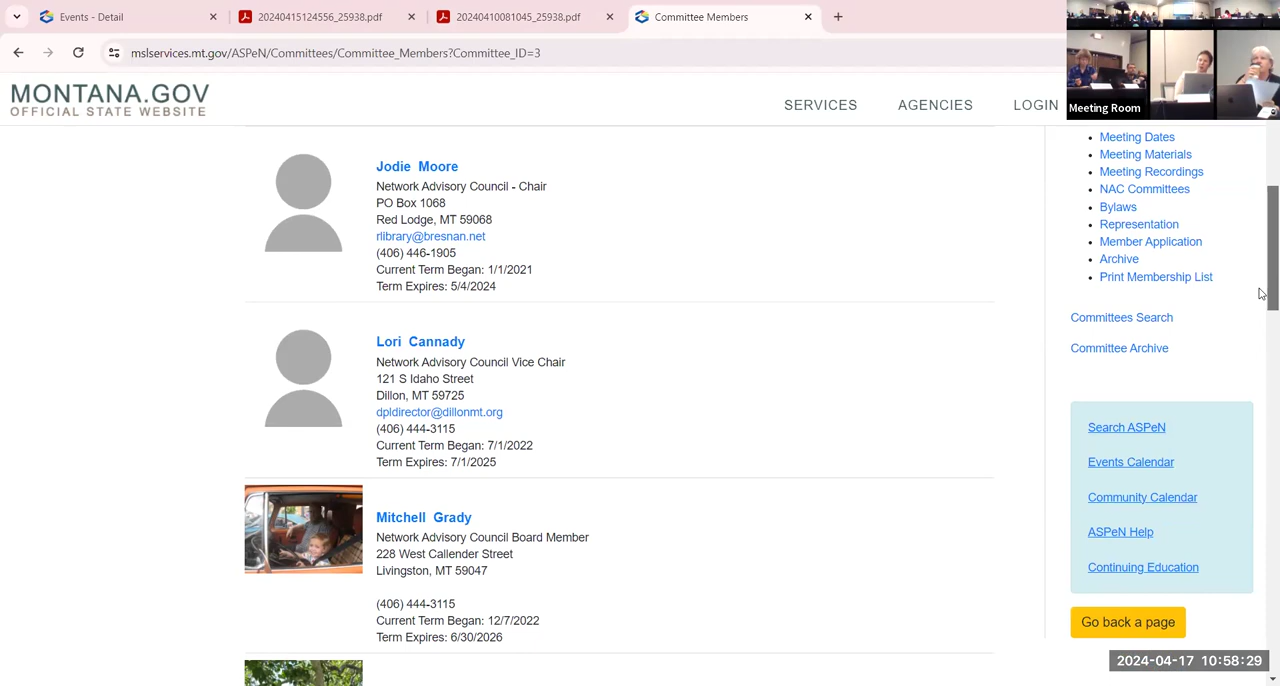 Events - Detail
20240415124556_25938.pdf
20240410081045_25938.pdf
Committee Members
mslservices.mt.gov/ASPeN/Committees/Committee_Members?Committee_ID=3
MONTANA.GOV
OFFICIAL STATE WEBSITE
SERVICES
AGENCIES
LOGIN
Meeting Room
Jodie Moore
Network Advisory Council - Chair
PO Box 1068
Red Lodge, MT 59068
rlibrary@bresnan.net
(406) 446-1905
Current Term Began: 1/1/2021
Term Expires: 5/4/2024
Lori Cannady
Network Advisory Council Vice Chair
121 S Idaho Street
Dillon, MT 59725
dpldirector@dillonmt.org
(406) 444-3115
Current Term Began: 7/1/2022
Term Expires: 7/1/2025
Mitchell Grady
Network Advisory Council Board Member
228 West Callender Street
Livingston, MT 59047
(406) 444-3115
Current Term Began: 12/7/2022
Term Expires: 6/30/2026
Meeting Dates
Meeting Materials
Meeting Recordings
NAC Committees
Bylaws
Representation
Member Application
Archive
Print Membership List
Committees Search
Committee Archive
Search ASPeN
Events Calendar
Community Calendar
ASPeN Help
Continuing Education
Go back a page
2024-04-17 10:58:29